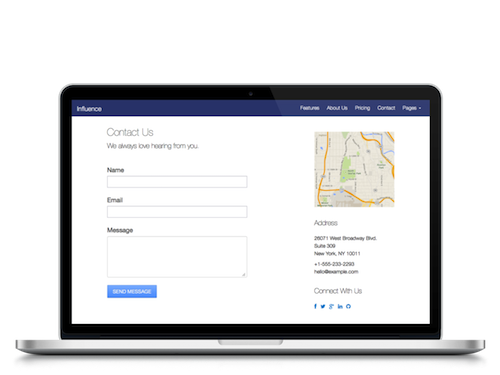 Influence
Features About Us Pricing Contact Pages
Contact Us
We always love hearing from you.
Name
Email
Message
SEND MESSAGE
Address
26071 West Broadway Blvd.
Suite 309
New York, NY 10011
+1-555-233-2293
hello@example.com
Connect With Us